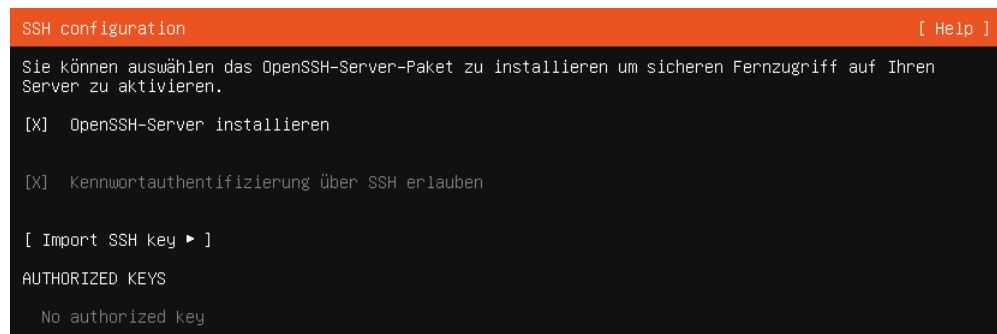 SSH configuration [ Help ]
Sie können auswählen das OpenSSH-Server-Paket zu installieren um sicheren Fernzugriff auf Ihren
Server zu aktivieren.
[X] OpenSSH-Server installieren
[X] Kennwortauthentifizierung über SSH erlauben
[ Import SSH key ▸ ]
AUTHORIZED KEYS
No authorized key